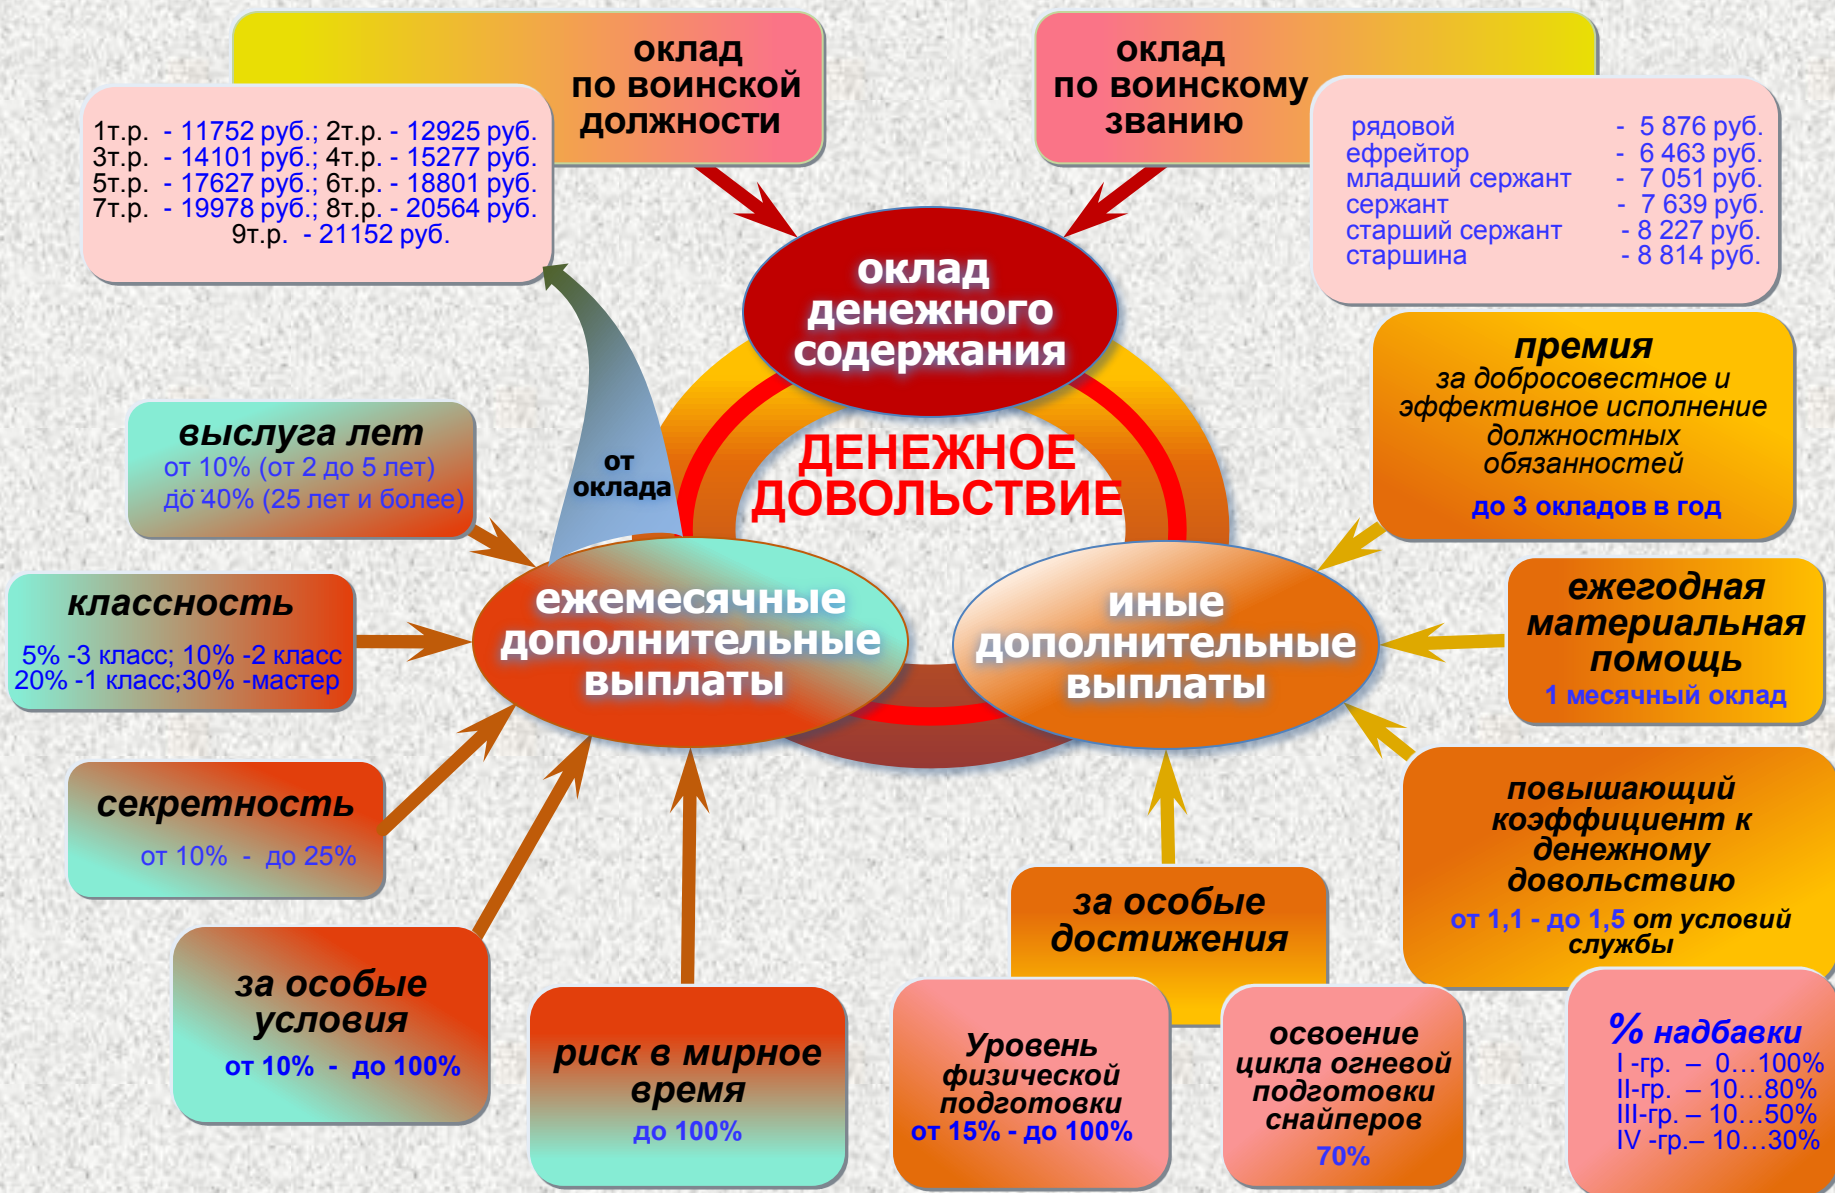 оклад
по воинской
должности
1т.р. - 11752 руб.; 2т.р. - 12925 руб.
3т.р. - 14101 руб.; 4т.р. - 15277 руб.
5т.р. - 17627 руб.; 6т.р. - 18801 руб.
7т.р. - 19978 руб.; 8т.р. - 20564 руб.
9т.р. - 21152 руб.
оклад
по воинскому
званию
рядовой - 5 876 руб.
ефрейтор - 6 463 руб.
младший сержант - 7 051 руб.
сержант - 7 639 руб.
старший сержант - 8 227 руб.
старшина - 8 814 руб.
оклад
денежного
содержания
ДЕНЕЖНОЕ
ДОВОЛЬСТВИЕ
от
оклада
выслуга лет
от 10% (от 2 до 5 лет)
...
до 40% (25 лет и более)
классность
5% -3 класс; 10% -2 класс
20% -1 класс;30% -мастер
секретность
от 10% - до 25%
за особые
условия
от 10% - до 100%
риск в мирное
время
до 100%
ежемесячные
дополнительные
выплаты
иные
дополнительные
выплаты
премия
за добросовестное и
эффективное исполнение
должностных
обязанностей
до 3 окладов в год
ежегодная
материальная
помощь
1 месячный оклад
повышающий
коэффициент к
денежному
довольствию
от 1,1 - до 1,5 от условий
службы
за особые
достижения
Уровень
физической
подготовки
от 15% - до 100%
освоение
цикла огневой
подготовки
снайперов
70%
% надбавки
I -гр. – 0...100%
II-гр. – 10...80%
III-гр. – 10...50%
IV -гр.– 10...30%